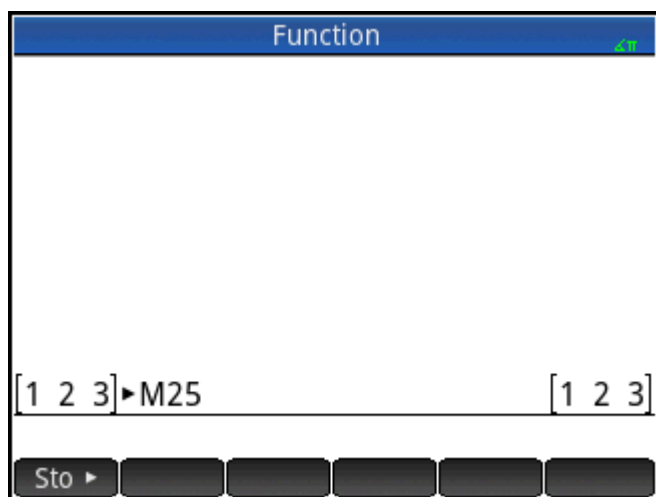 Function
∡π
[1 2 3]▶M25 [1 2 3]
Sto ▶